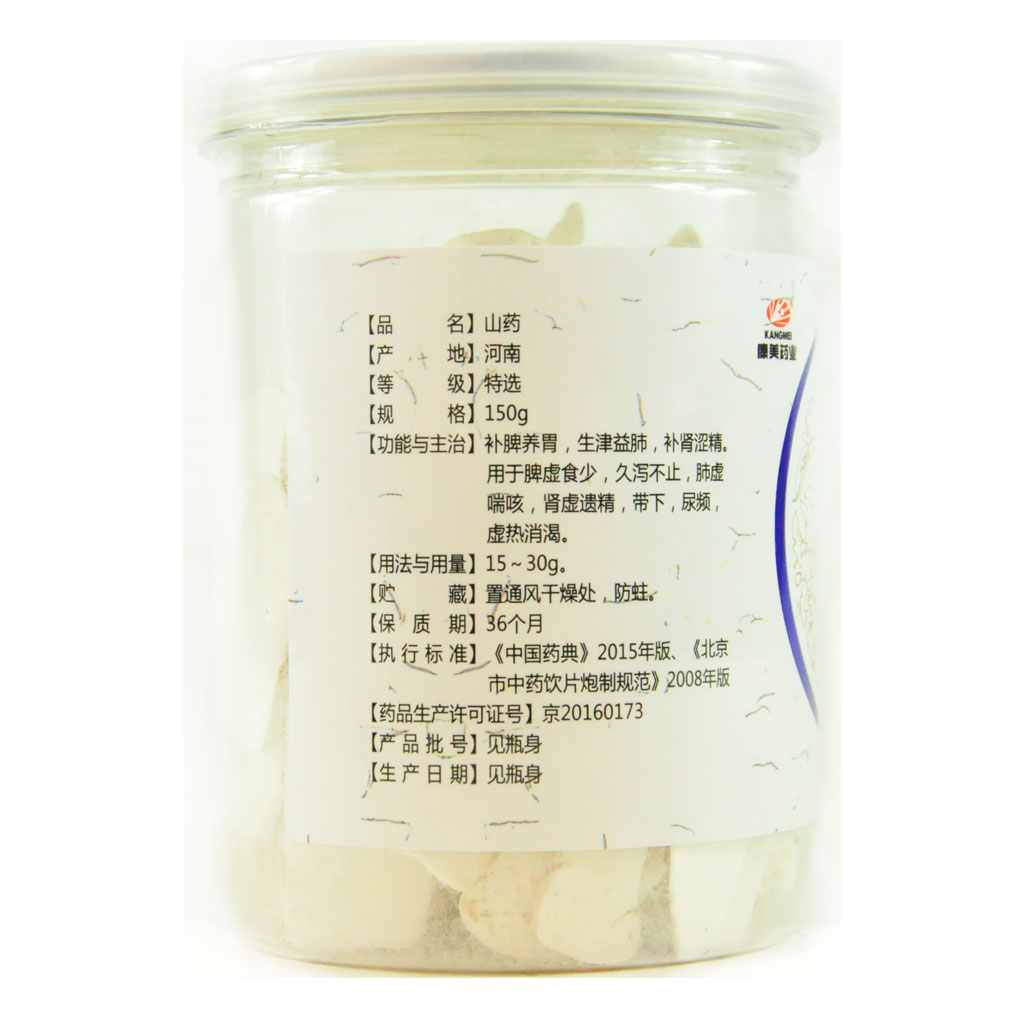 KANGMEI
康美药业
【品 名】山药
【产 地】河南
【等 级】特选
【规 格】150g
【功能与主治】补脾养胃，生津益肺，补肾涩精。
用于脾虚食少，久泻不止，肺虚
喘咳，肾虚遗精，带下，尿频，
虚热消渴。
【用法与用量】15～30g。
【贮 藏】置通风干燥处，防蛀。
【保 质 期】36个月
【执 行 标 准】《中国药典》2015年版、《北京
市中药饮片炮制规范》2008年版
【药品生产许可证号】京20160173
【产 品 批 号】见瓶身
【生 产 日 期】见瓶身